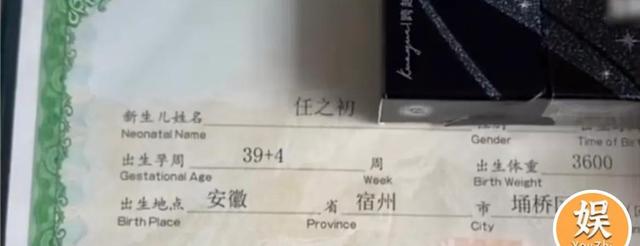 新生儿姓名 任之初
Neonatal Name Gender Time of Birt
出生孕周 39+4 周 出生体重 3600
Gestational Age Week Birth Weight
出生地点 安徽 省 宿州 市 埇桥
Birth Place Province City
娱